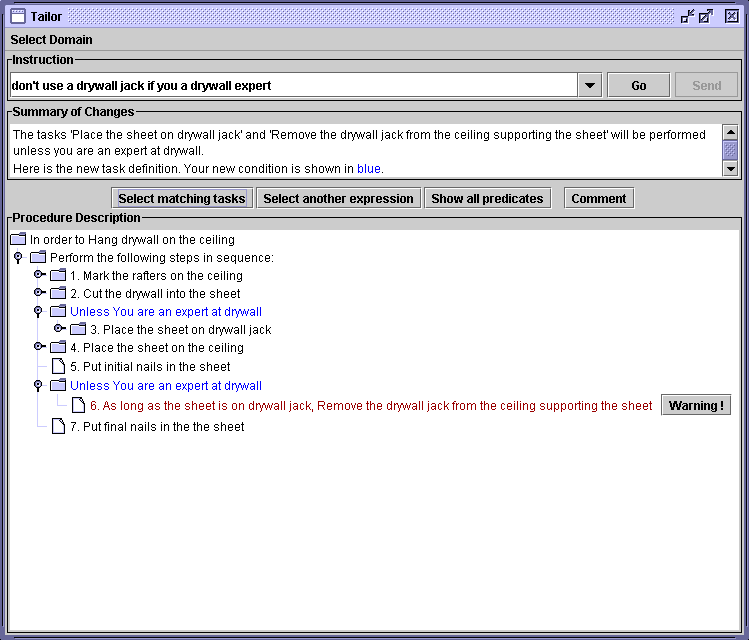 Tailor
Select Domain
Instruction
don't use a drywall jack if you a drywall expert
Go
Send
Summary of Changes
The tasks 'Place the sheet on drywall jack' and 'Remove the drywall jack from the ceiling supporting the sheet' will be performed
unless you are an expert at drywall.
Here is the new task definition. Your new condition is shown in blue.
Select matching tasks
Select another expression
Show all predicates
Comment
Procedure Description
In order to Hang drywall on the ceiling
Perform the following steps in sequence:
1. Mark the rafters on the ceiling
2. Cut the drywall into the sheet
Unless You are an expert at drywall
3. Place the sheet on drywall jack
4. Place the sheet on the ceiling
5. Put initial nails in the sheet
Unless You are an expert at drywall
6. As long as the sheet is on drywall jack, Remove the drywall jack from the ceiling supporting the sheet
Warning !
7. Put final nails in the the sheet